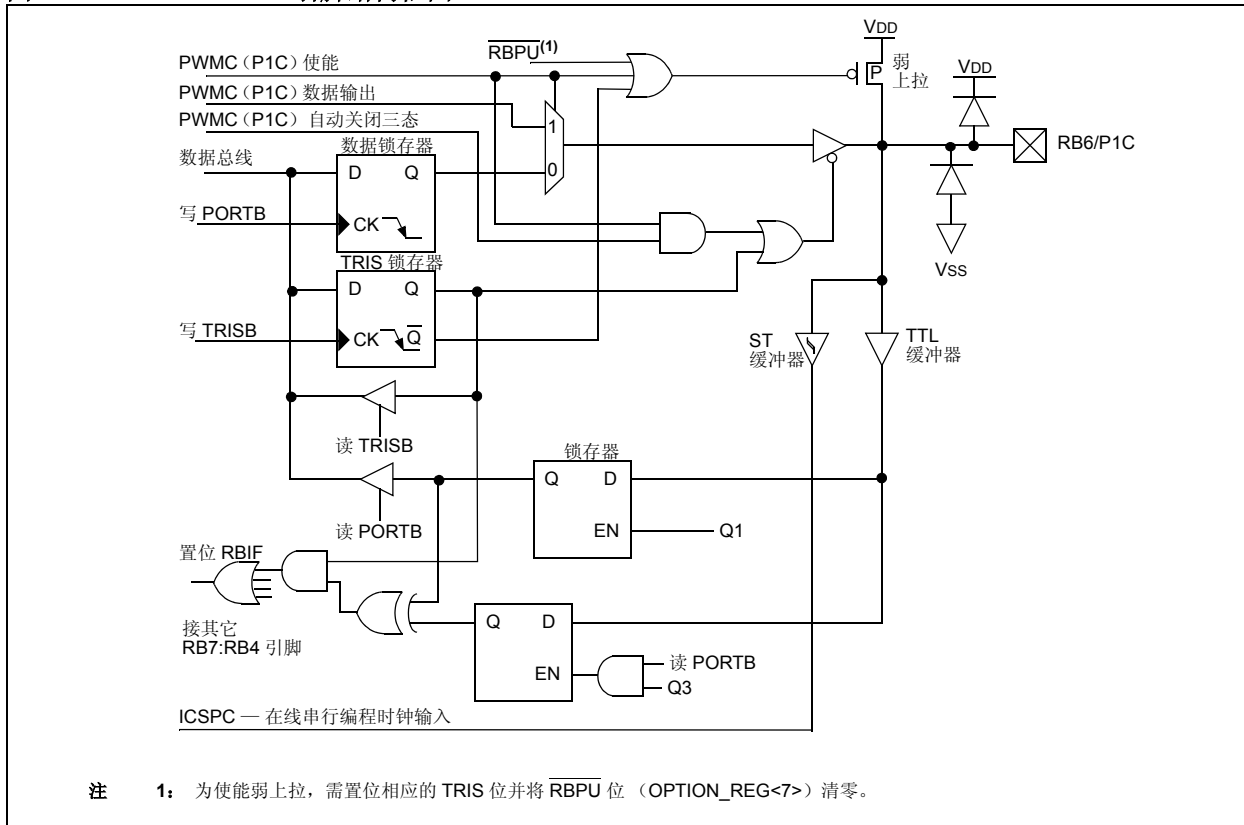 VDD
RBPU(1)
PWMC（P1C）使能
P
弱
上拉
VDD
PWMC（P1C）数据输出
PWMC（P1C）自动关闭三态
1
数据锁存器
数据总线
D Q
0
RB6/P1C
写 PORTB
CK
VSS
TRIS 锁存器
D Q
写 TRISB
CK Q
ST
缓冲器
TTL
缓冲器
读 TRISB
锁存器
Q D
读 PORTB
EN
Q1
置位 RBIF
接其它
RB7:RB4 引脚
Q D
读 PORTB
EN
Q3
ICSPC — 在线串行编程时钟输入
注 1： 为使能弱上拉，需置位相应的 TRIS 位并将 RBPU 位 （OPTION_REG<7>）清零。